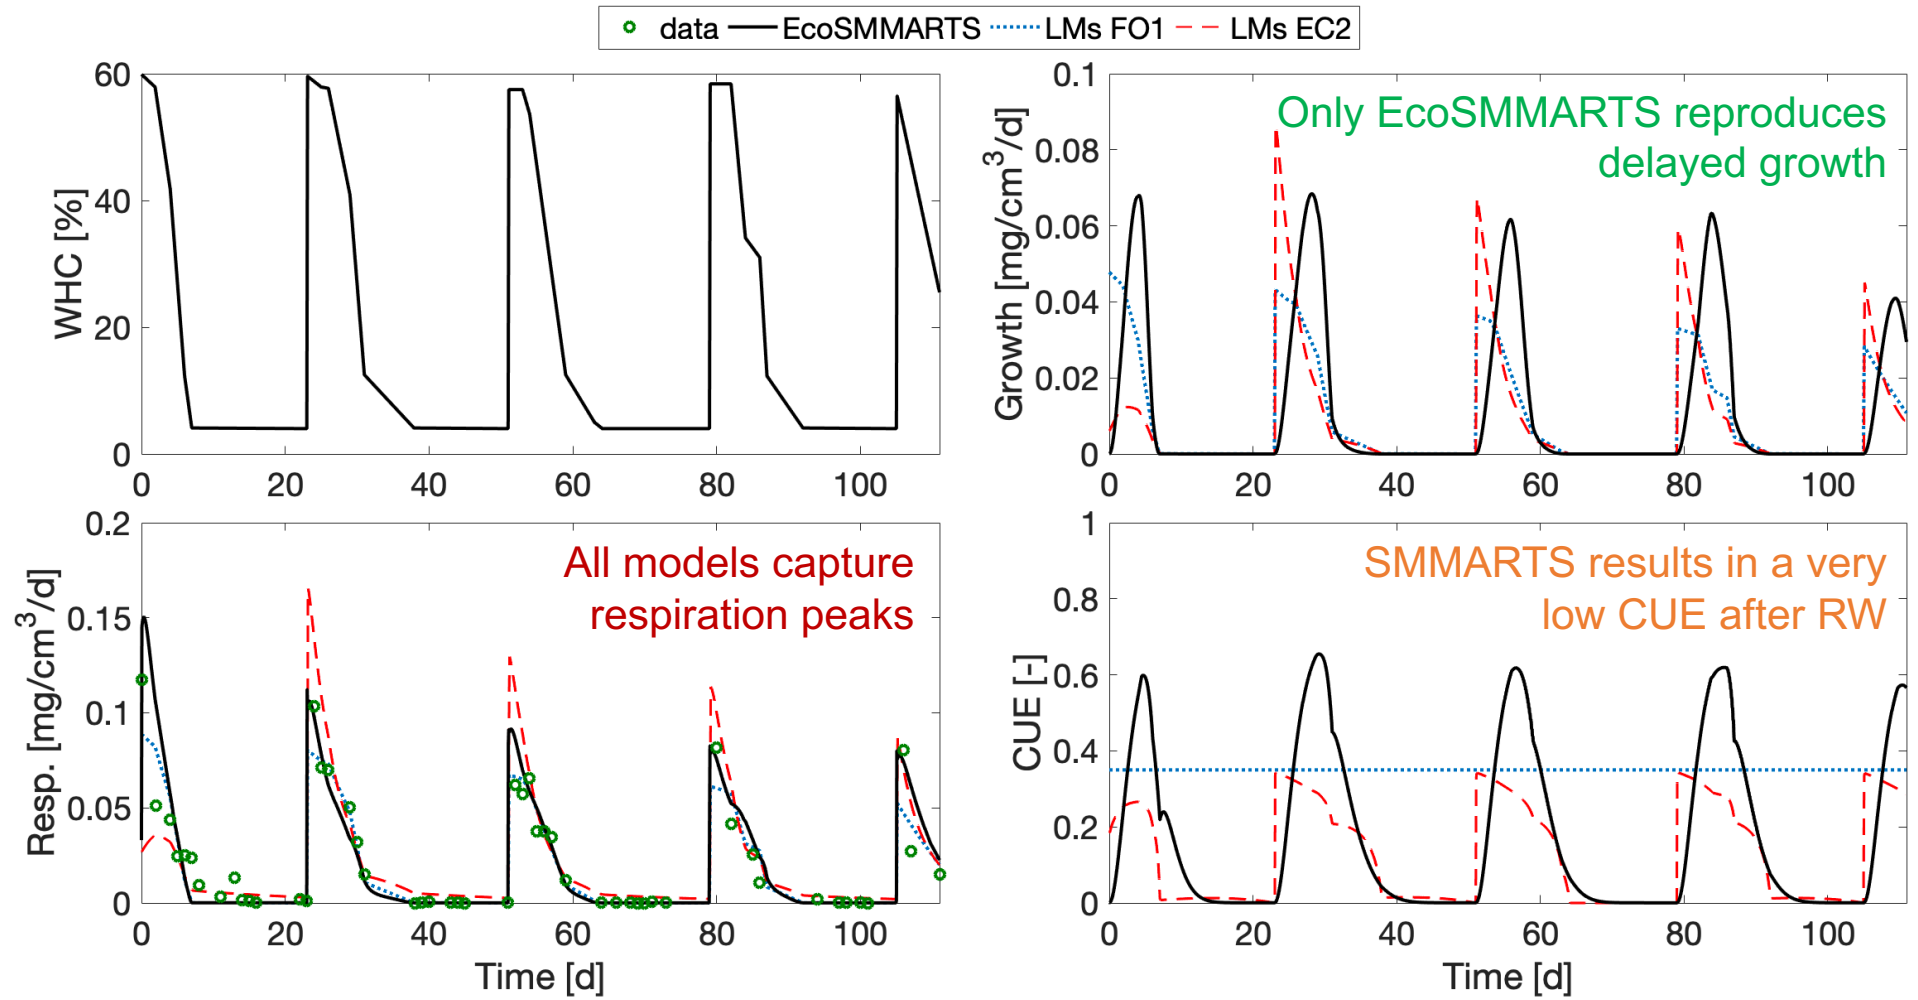 data EcoSMMARTS LMs FO1 LMs EC2
60
40
20
0
WHC [%]
0 20 40 60 80 100
0.1
0.08
0.06
0.04
0.02
0
Growth [mg/cm³/d]
Only EcoSMMARTS reproduces
delayed growth
0 20 40 60 80 100
0.2
0.15
0.1
0.05
0
Resp. [mg/cm³/d]
All models capture
respiration peaks
0 20 40 60 80 100
Time [d]
1
0.8
0.6
0.4
0.2
0
CUE [-]
SMMARTS results in a very
low CUE after RW
0 20 40 60 80 100
Time [d]